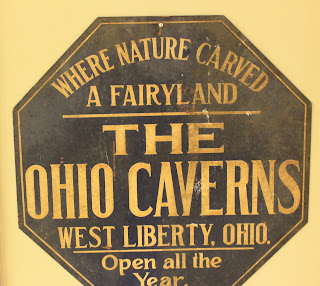 WHERE NATURE CARVED
A FAIRYLAND
THE
OHIO CAVERNS
WEST LIBERTY, OHIO.
Open all the
Year.